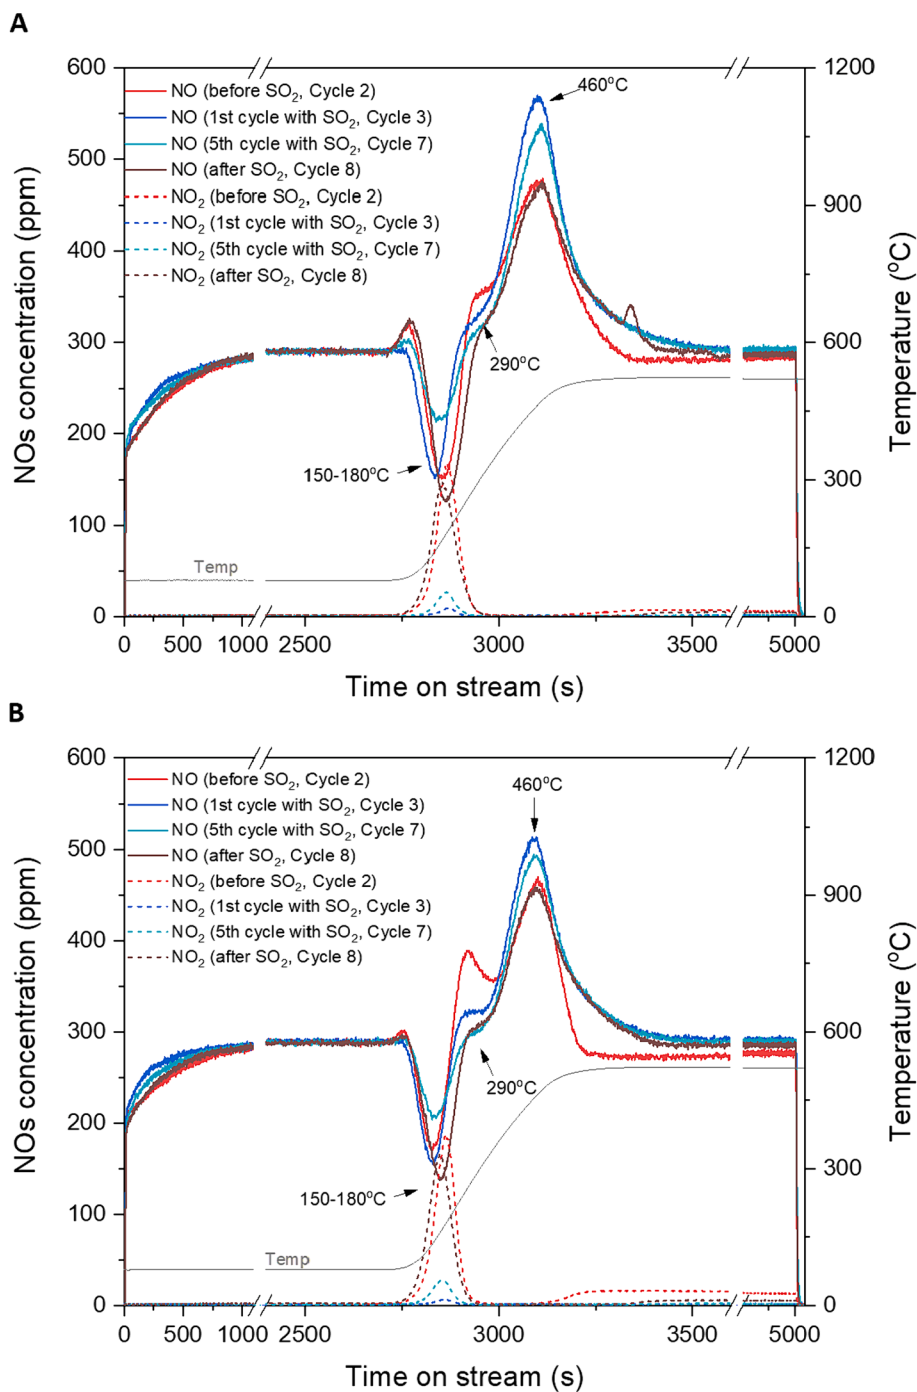 A
600
500
400
300
200
100
0
NOs concentration (ppm)
NO (before SO₂, Cycle 2)
NO (1st cycle with SO₂, Cycle 3)
NO (5th cycle with SO₂, Cycle 7)
NO (after SO₂, Cycle 8)
NO₂ (before SO₂, Cycle 2)
NO₂ (1st cycle with SO₂, Cycle 3)
NO₂ (5th cycle with SO₂, Cycle 7)
NO₂ (after SO₂, Cycle 8)
460°C
290°C
150-180°C
Temp
1200
900
600
300
0
Temperature (°C)
0 500 1000 2500 3000 3500 5000
Time on stream (s)
B
600
500
400
300
200
100
0
NOs concentration (ppm)
NO (before SO₂, Cycle 2)
NO (1st cycle with SO₂, Cycle 3)
NO (5th cycle with SO₂, Cycle 7)
NO (after SO₂, Cycle 8)
NO₂ (before SO₂, Cycle 2)
NO₂ (1st cycle with SO₂, Cycle 3)
NO₂ (5th cycle with SO₂, Cycle 7)
NO₂ (after SO₂, Cycle 8)
460°C
290°C
150-180°C
Temp
1200
900
600
300
0
Temperature (°C)
0 500 1000 2500 3000 3500 5000
Time on stream (s)